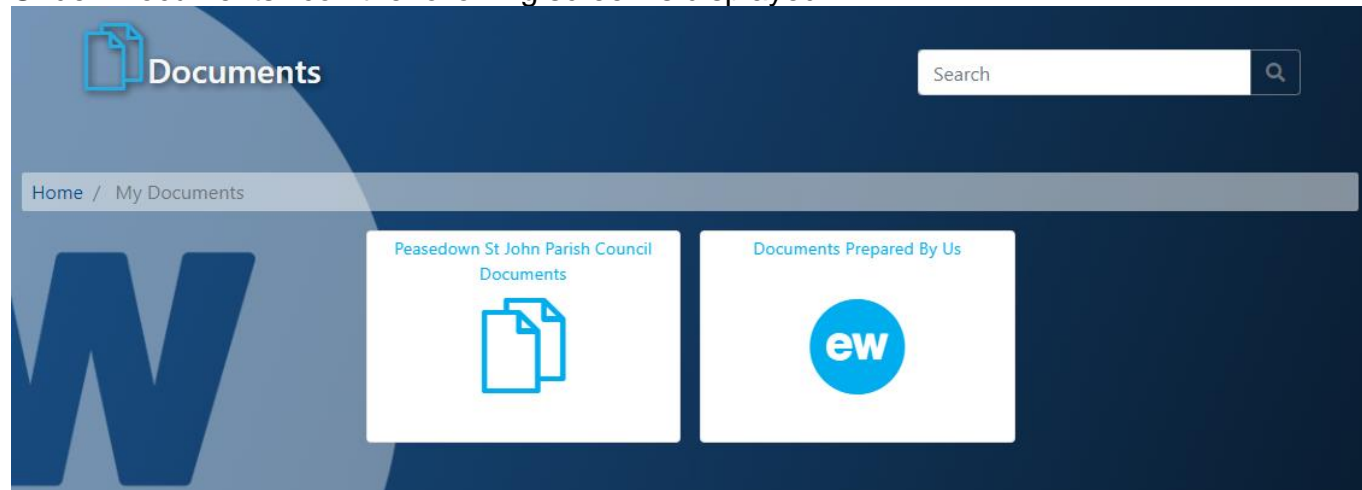 Documents
Search
Home / My Documents
Peasedown St John Parish Council
Documents
Documents Prepared By Us
ew
W